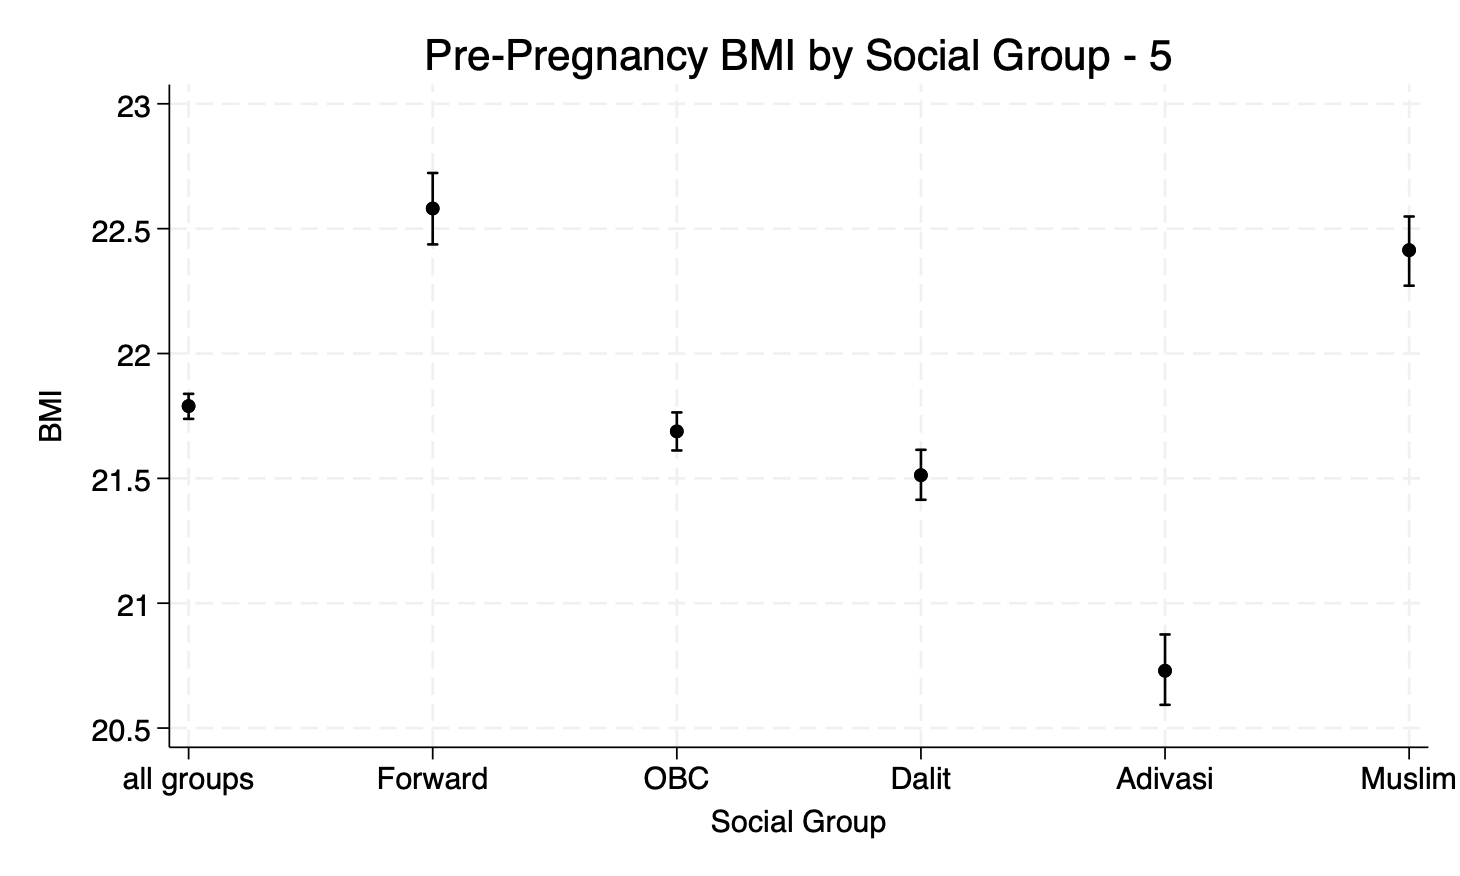 Pre-Pregnancy BMI by Social Group - 5
23
22.5
22
21.5
21
20.5
BMI
all groups Forward OBC Dalit Adivasi Muslim
Social Group